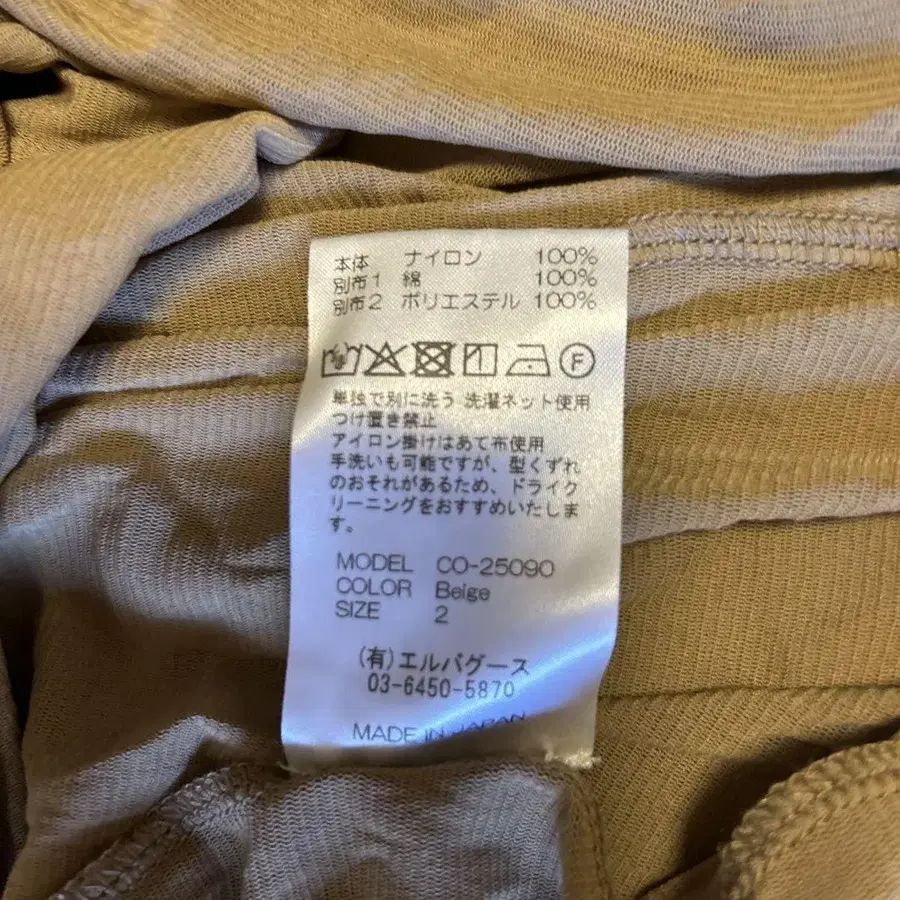 本体 ナイロン 100%
別布1 綿 100%
別布2 ポリエステル 100%
F
単独で別に洗う 洗濯ネット使用
つけ置き禁止
アイロン掛けはあて布使用
手洗いも可能ですが、型くずれ
のおそれがあるため、ドライク
リーニングをおすすめいたしま
す。
MODEL CO-25090
COLOR Beige
SIZE 2
(有)エルバグース
03-6450-5870
MADE IN JAPAN